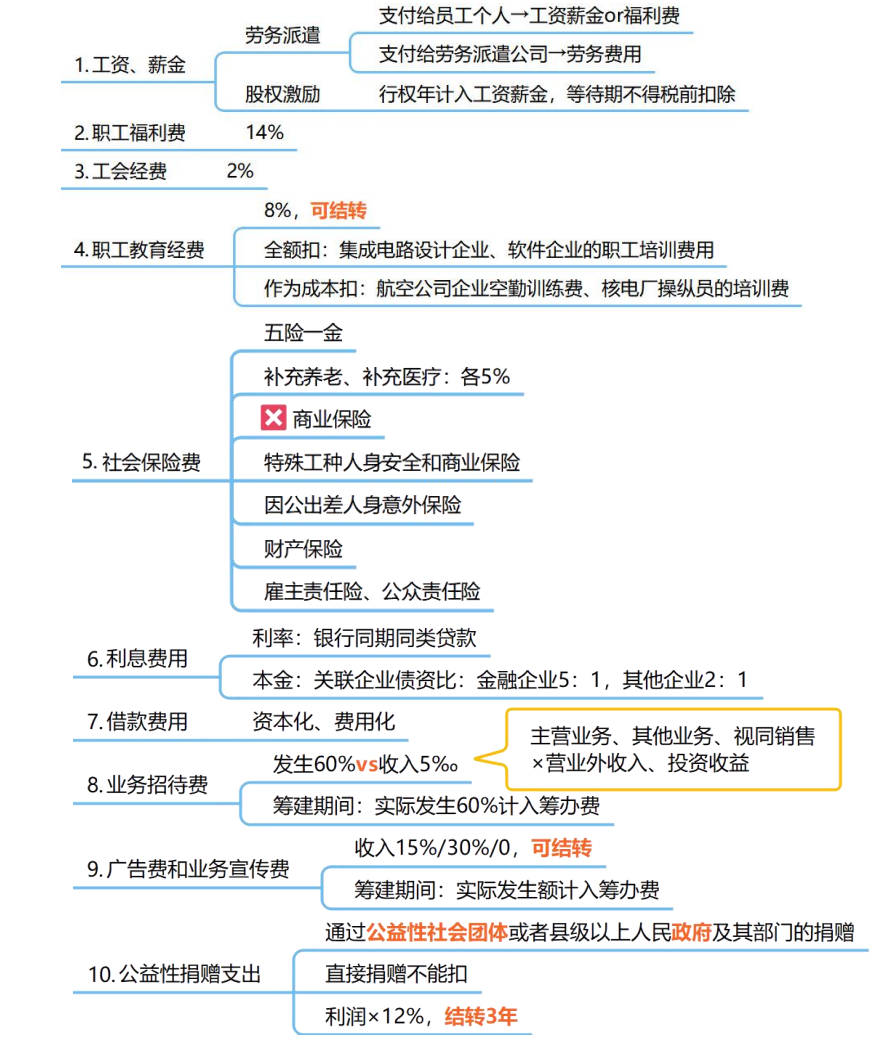 支付给员工个人→工资薪金or福利费
劳务派遣
支付给劳务派遣公司→劳务费用
1.工资、薪金
股权激励 行权年计入工资薪金，等待期不得税前扣除
2.职工福利费 14%
3.工会经费 2%
8%，可结转
4.职工教育经费 全额扣：集成电路设计企业、软件企业的职工培训费用
作为成本扣：航空公司企业空勤训练费、核电厂操纵员的培训费
五险一金
补充养老、补充医疗：各5%
商业保险
5.社会保险费 特殊工种人身安全和商业保险
因公出差人身意外保险
财产保险
雇主责任险、公众责任险
利率：银行同期同类贷款
6.利息费用
本金：关联企业债资比：金融企业5：1，其他企业2：1
7.借款费用 资本化、费用化
主营业务、其他业务、视同销售
×营业外收入、投资收益
发生60%vs收入5‰
8.业务招待费
筹建期间：实际发生60%计入筹办费
收入15%/30%/0，可结转
9.广告费和业务宣传费
筹建期间：实际发生额计入筹办费
通过公益性社会团体或者县级以上人民政府及其部门的捐赠
10.公益性捐赠支出 直接捐赠不能扣
利润×12%，结转3年